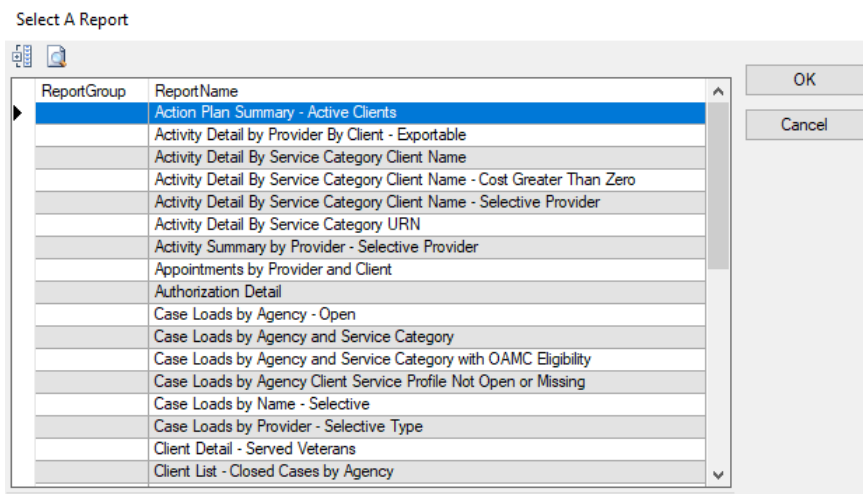 Select A Report
OK
Cancel
ReportGroup ReportName
Action Plan Summary - Active Clients
Activity Detail by Provider By Client - Exportable
Activity Detail By Service Category Client Name
Activity Detail By Service Category Client Name - Cost Greater Than Zero
Activity Detail By Service Category Client Name - Selective Provider
Activity Detail By Service Category URN
Activity Summary by Provider - Selective Provider
Appointments by Provider and Client
Authorization Detail
Case Loads by Agency - Open
Case Loads by Agency and Service Category
Case Loads by Agency and Service Category with OAMC Eligibility
Case Loads by Agency Client Service Profile Not Open or Missing
Case Loads by Name - Selective
Case Loads by Provider - Selective Type
Client Detail - Served Veterans
Client List - Closed Cases by Agency